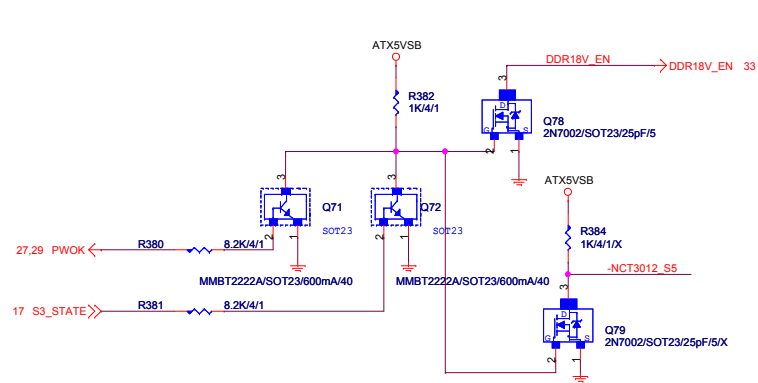 ATX5VSB
DDR18V_EN
DDR18V_EN 33
3
R382
1K/4/1
D
G S
Q78
2N7002/SOT23/25pF/5
2 1
3
3
ATX5VSB
Q71
SOT23
Q72
SOT23
2 1
2 1
R384
1K/4/1/X
27,29 PWOK
R380
8.2K/4/1
-NCT3012_S5
MMBT2222A/SOT23/600mA/40
MMBT2222A/SOT23/600mA/40
3
17 S3_STATE
R381
8.2K/4/1
D
G S
Q79
2N7002/SOT23/25pF/5/X
2 1